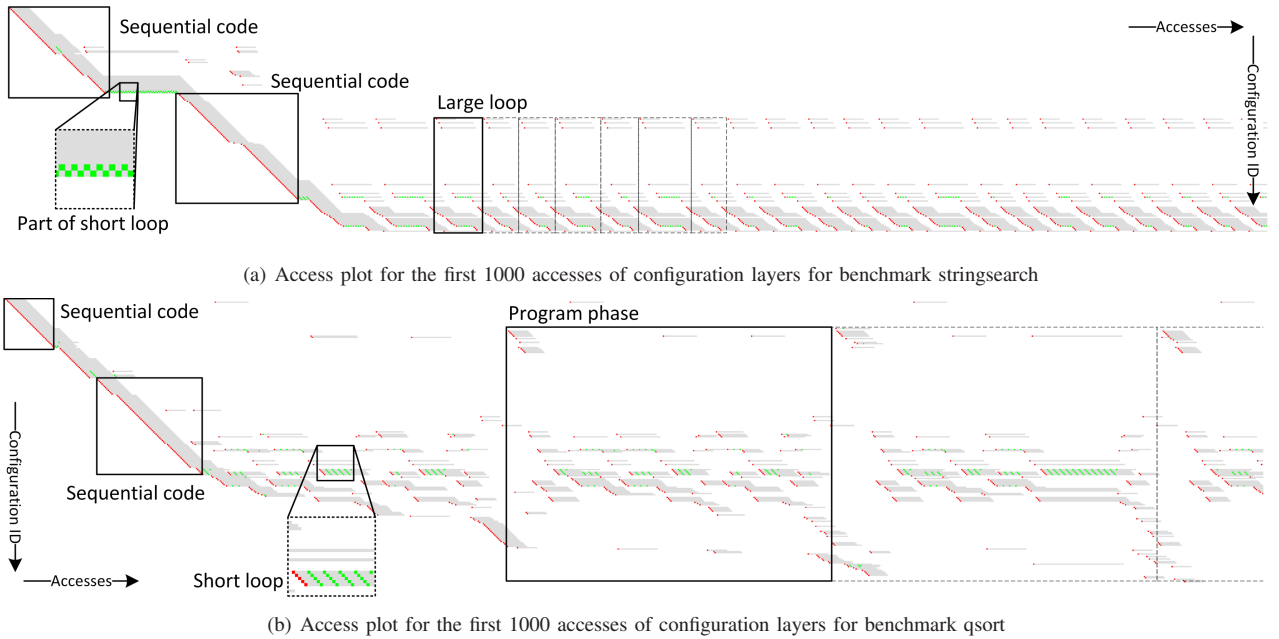 Sequential code
Accesses
Sequential code
Configuration ID
Large loop
Part of short loop
(a) Access plot for the first 1000 accesses of configuration layers for benchmark stringsearch
Sequential code
Program phase
Configuration ID
Sequential code
Short loop
Accesses
(b) Access plot for the first 1000 accesses of configuration layers for benchmark qsort